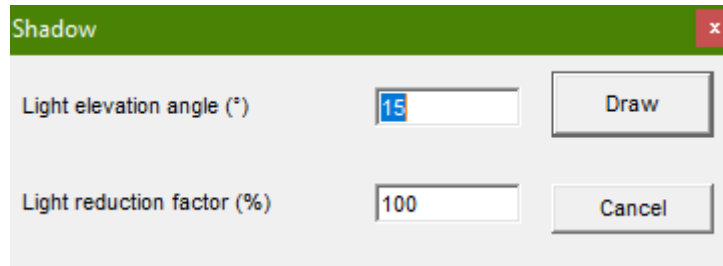 Shadow
x
Light elevation angle (°)
15
Draw
Light reduction factor (%)
100
Cancel